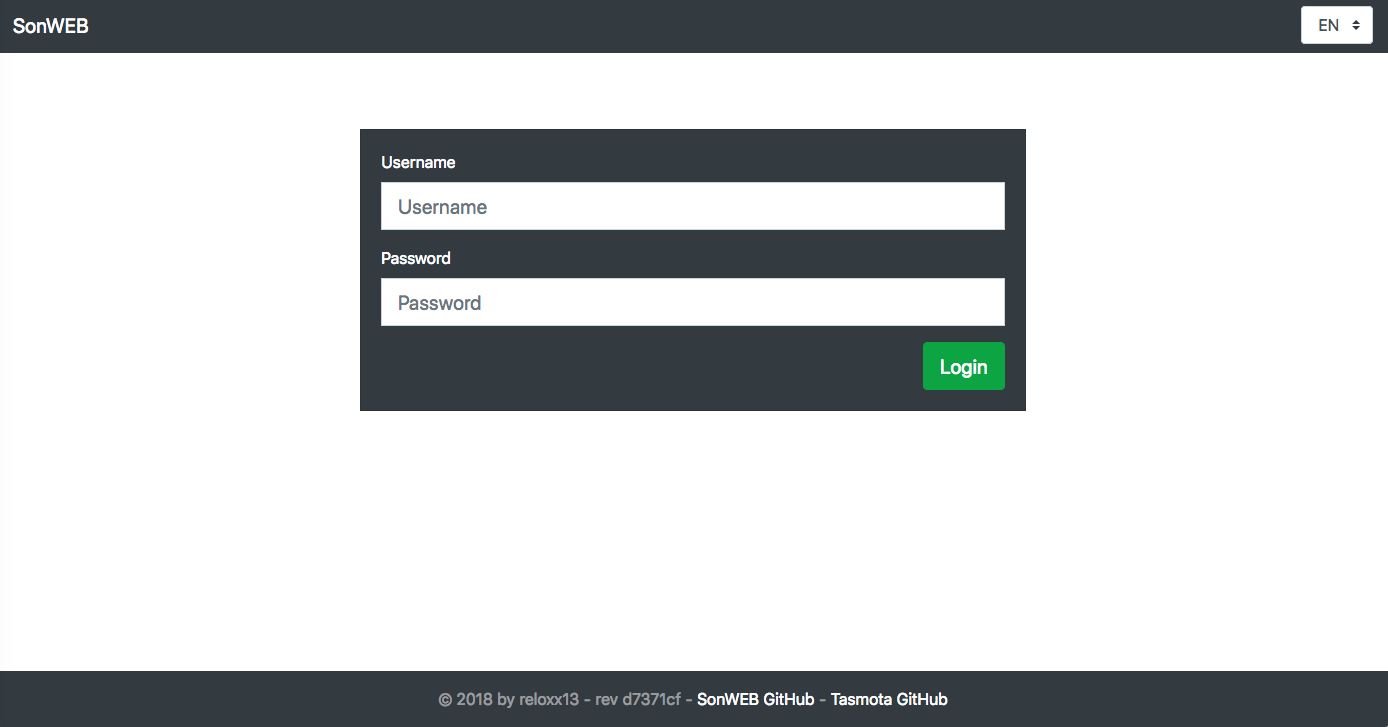 SonWEB
EN
Username
Username
Password
Password
Login
© 2018 by reloxx13 - rev d7371cf - SonWEB GitHub - Tasmota GitHub